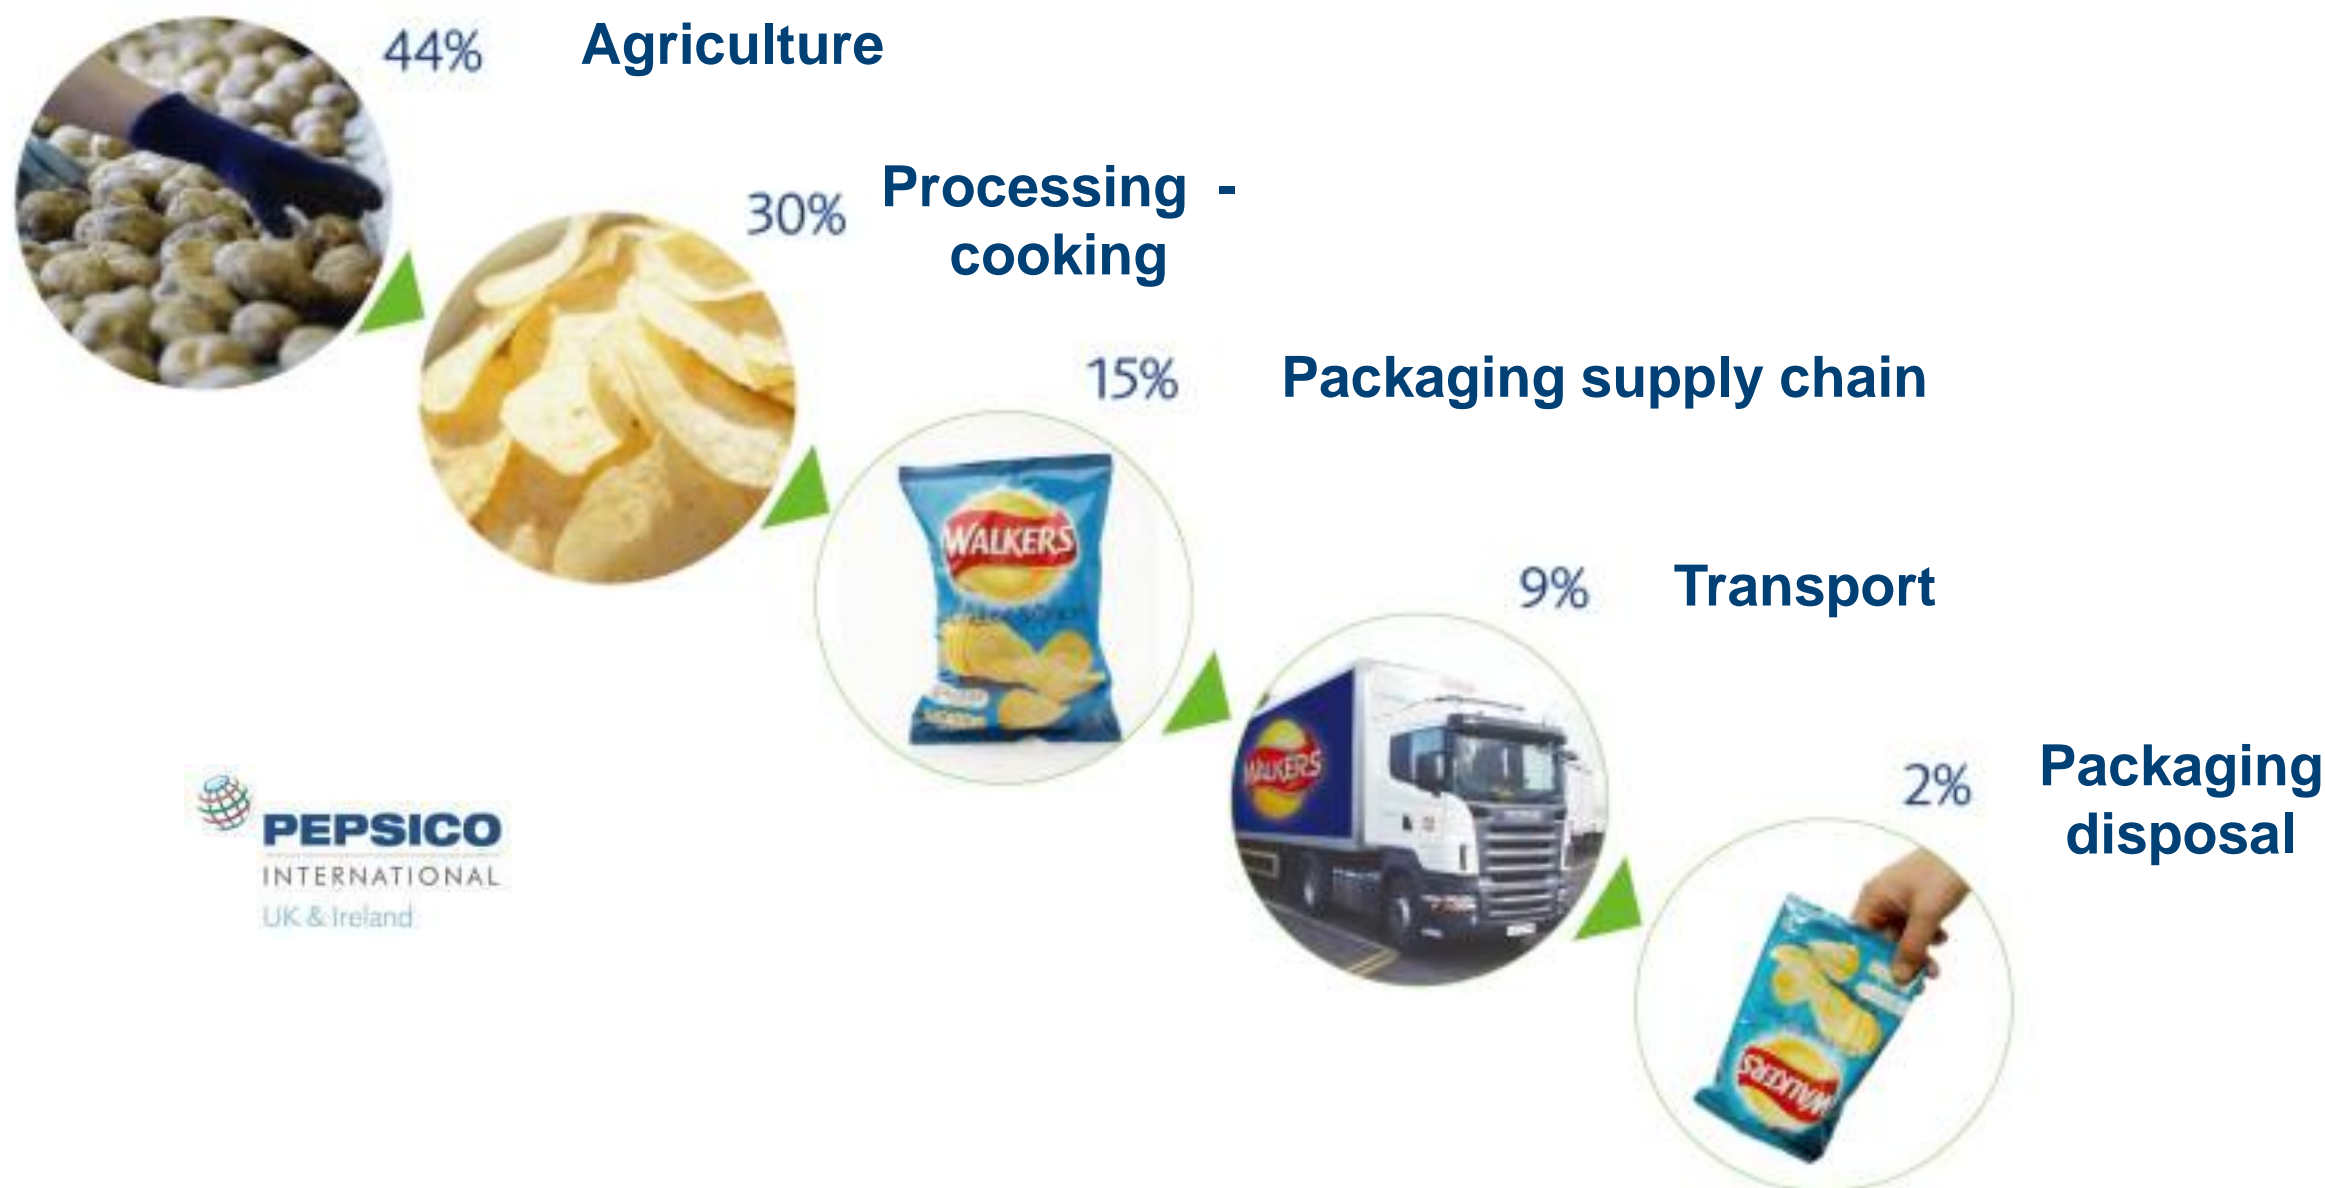 44% Agriculture
30% Processing -
cooking
15% Packaging supply chain
WALKERS
9% Transport
WALKERS
2% Packaging
disposal
PEPSICO
INTERNATIONAL
UK & Ireland
WALKERS